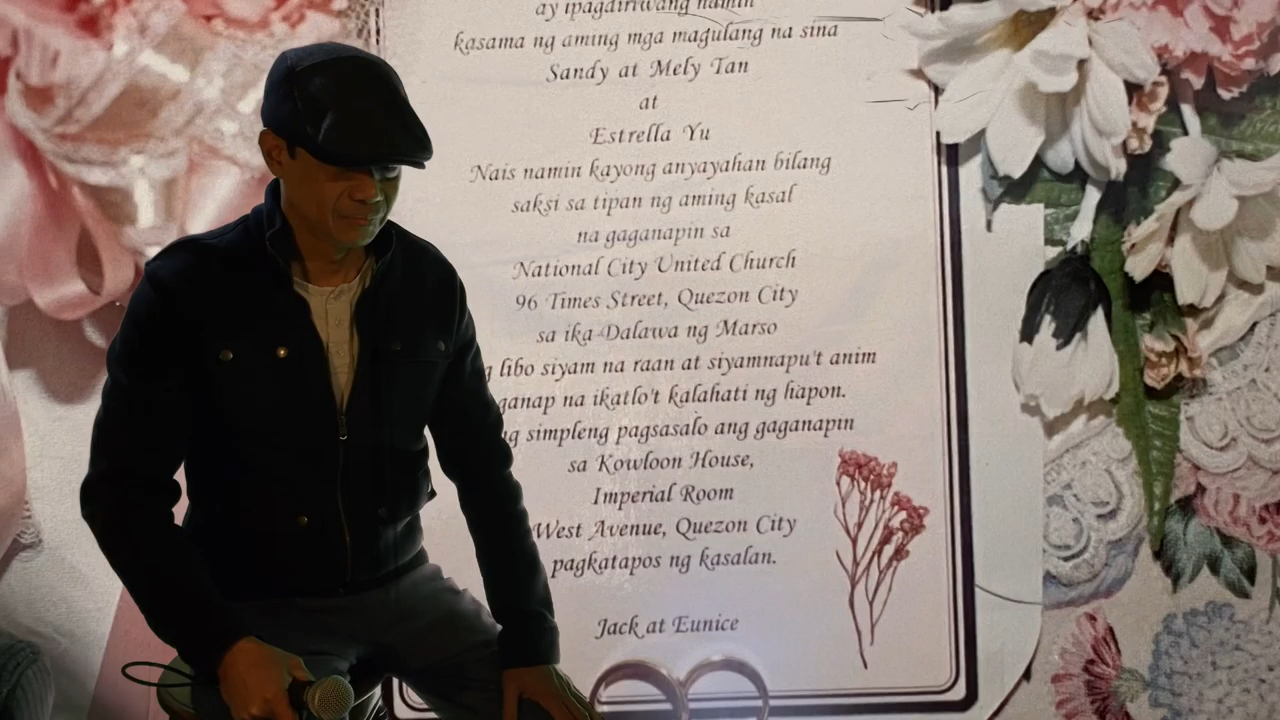 ay ipagdiriwang namin
kasama ng aming mga magulang na sina
Sandy at Mely Tan
at
Estrella Yu
Nais namin kayong anyayahan bilang
saksi sa tipan ng aming kasal
na gaganapin sa
National City United Church
96 Times Street, Quezon City
sa ika-Dalawa ng Marso
libo siyam na raan at siyamnapu't anim
ganap na ikatlo't kalahati ng hapon.
simpleng pagsasalo ang gaganapin
sa Kowloon House,
Imperial Room
West Avenue, Quezon City
pagkatapos ng kasalan.
Jack at Eunice